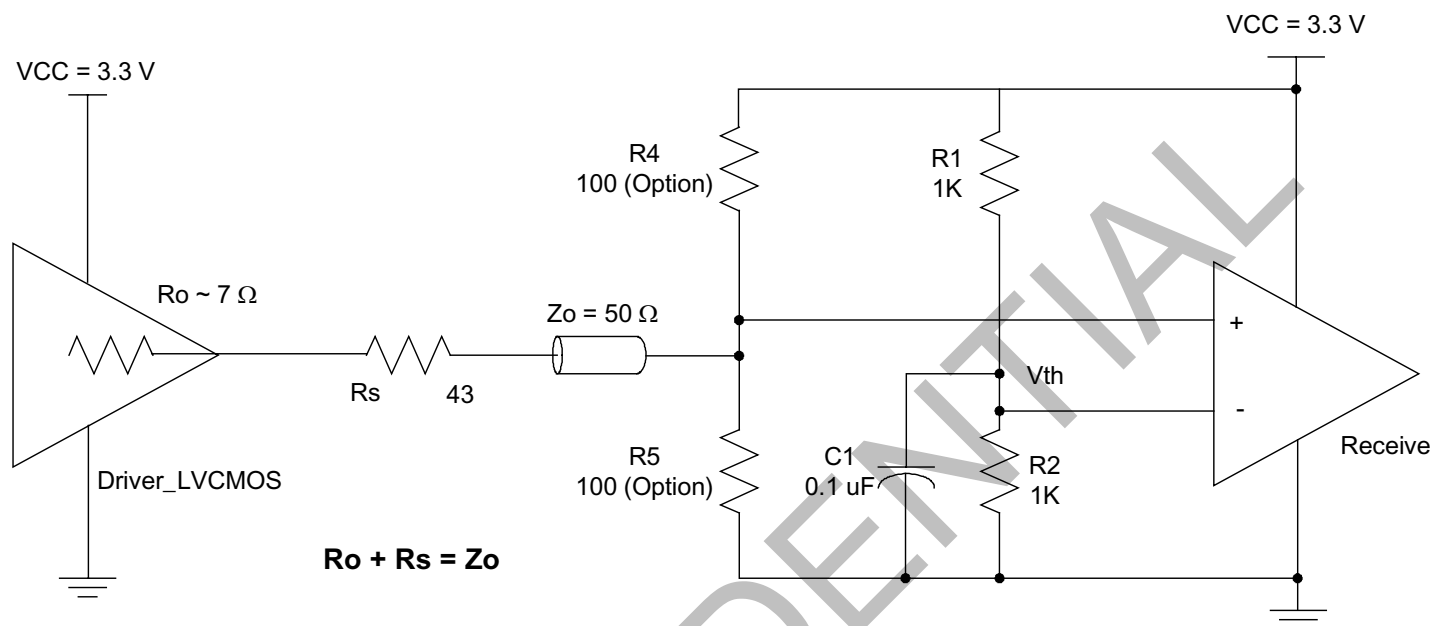 VCC = 3.3 V
VCC = 3.3 V
R4
100 (Option)
R1
1K
Ro ~ 7 Ω
Zo = 50 Ω
+
Rs
43
Vth
-
Receive
Driver_LVCMOS
R5
100 (Option)
C1
0.1 uF
R2
1K
Ro + Rs = Zo
DENTIAL